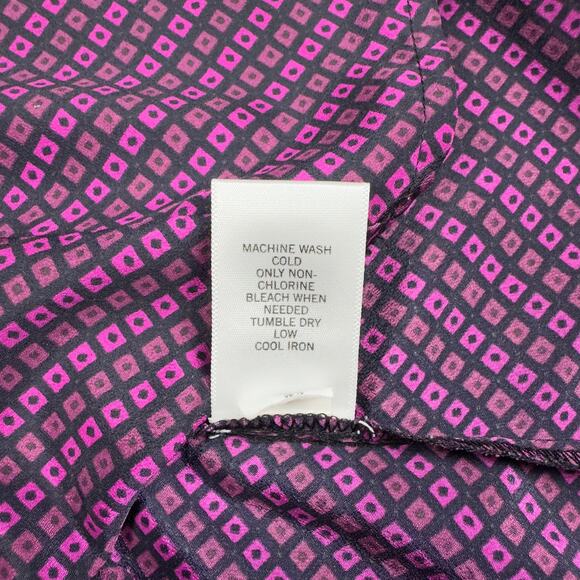 MACHINE WASH
COLD
ONLY NON-
CHLORINE
BLEACH WHEN
NEEDED
TUMBLE DRY
LOW
COOL IRON